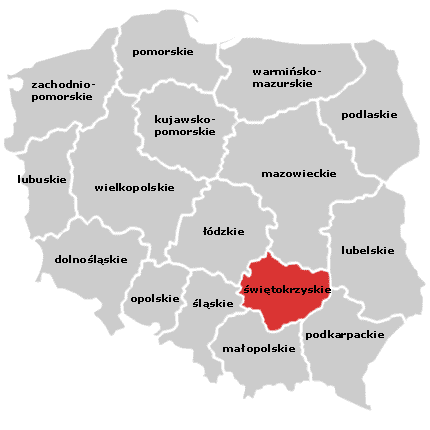 pomorskie
warmińsko-
mazurskie
zachodnio-
pomorskie
podlaskie
kujawsko-
pomorskie
mazowieckie
lubuskie
wielkopolskie
łódzkie
lubelskie
dolnośląskie
świętokrzyskie
opolskie
śląskie
podkarpackie
małopolskie